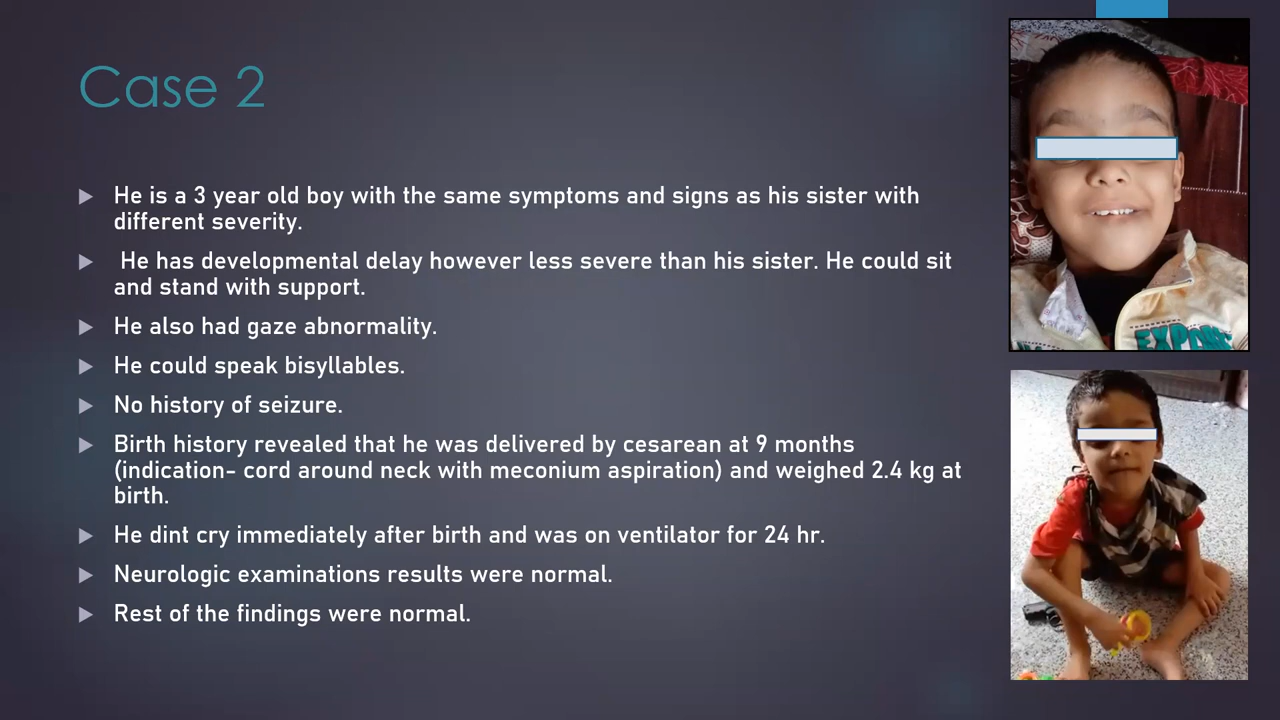 Case 2
He is a 3 year old boy with the same symptoms and signs as his sister with
different severity.
He has developmental delay however less severe than his sister. He could sit
and stand with support.
He also had gaze abnormality.
He could speak bisyllables.
No history of seizure.
Birth history revealed that he was delivered by cesarean at 9 months
(indication- cord around neck with meconium aspiration) and weighed 2.4 kg at
birth.
He dint cry immediately after birth and was on ventilator for 24 hr.
Neurologic examinations results were normal.
Rest of the findings were normal.